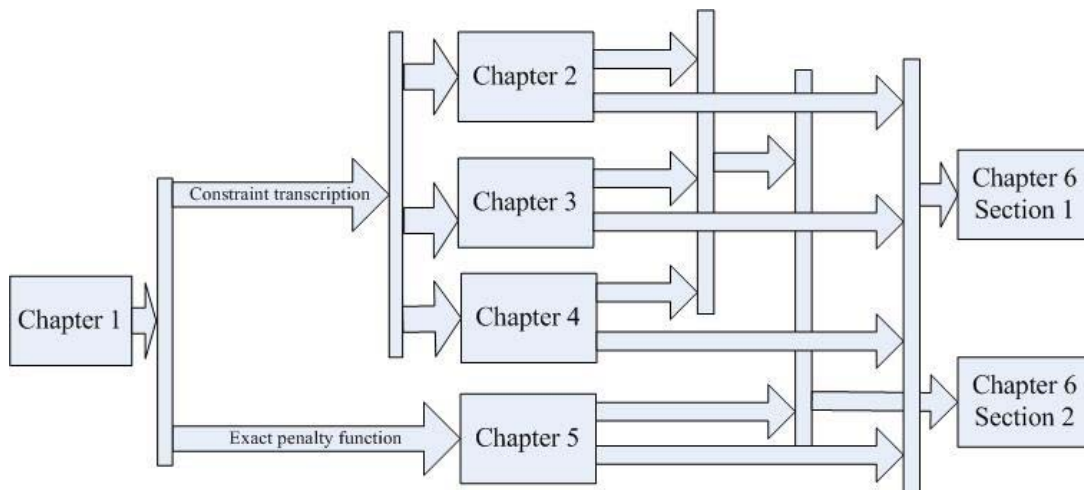 Chapter 2
Constraint transcription
Chapter 3
Chapter 6
Section 1
Chapter 1
Chapter 4
Chapter 6
Section 2
Exact penalty function
Chapter 5